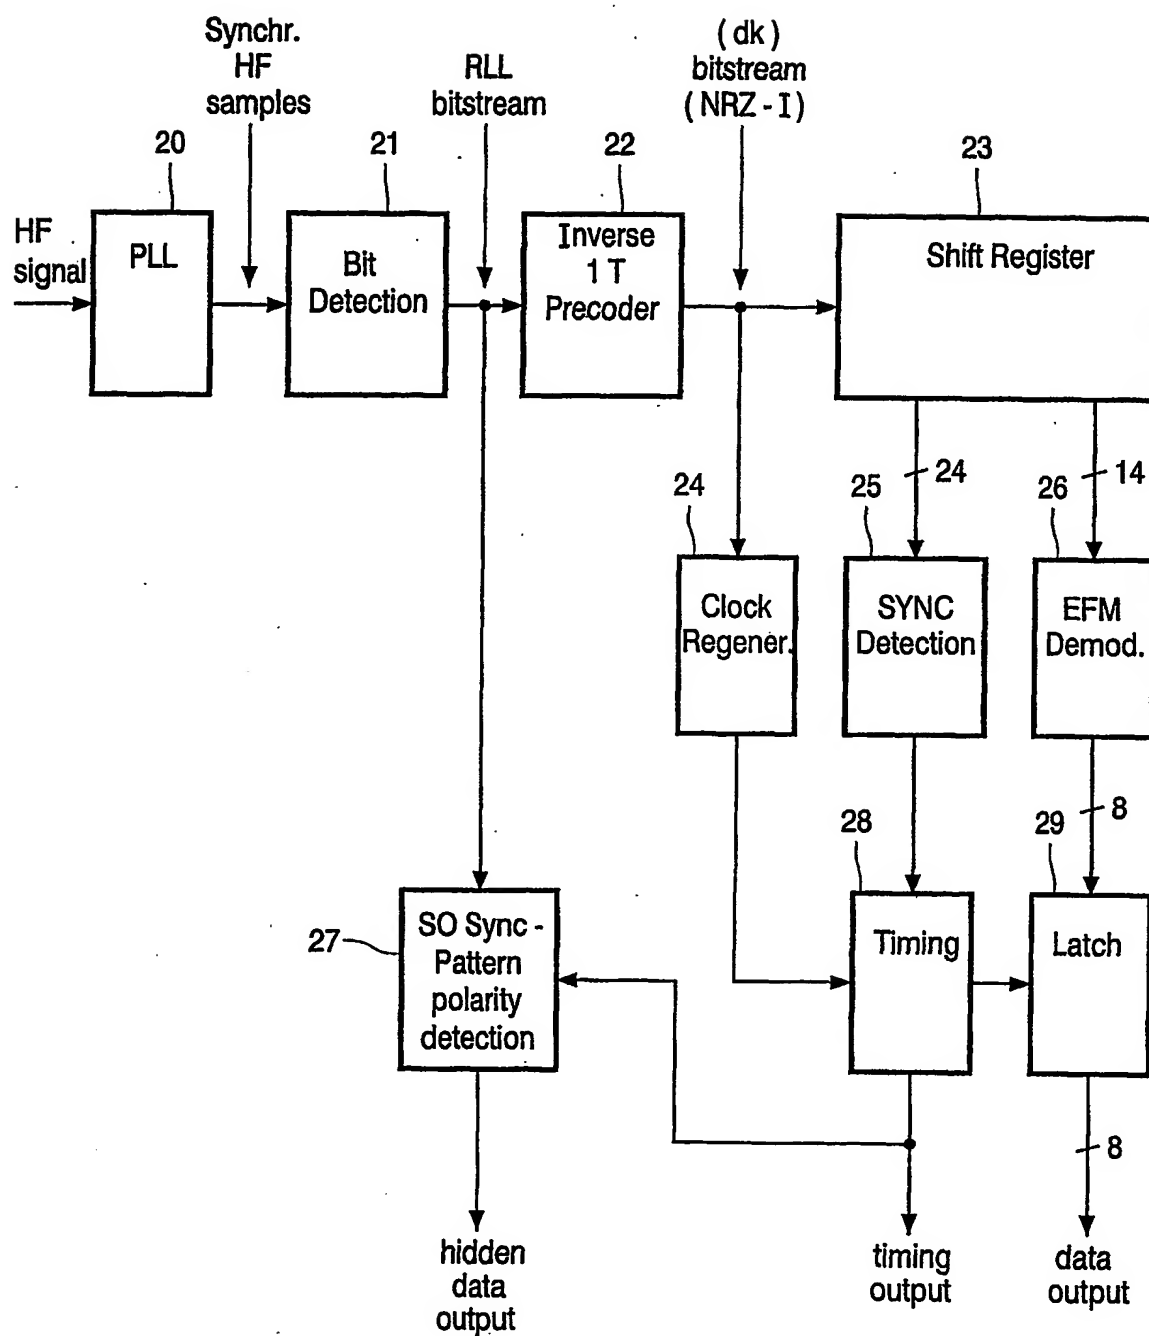 Synchr.
HF
samples
RLL
bitstream
(dk)
bitstream
(NRZ-I)
20
21
22
23
HF
signal
PLL
Bit
Detection
Inverse
1T
Precoder
Shift Register
24
14
24
25
26
Clock
Regener.
SYNC
Detection
EFM
Demod.
8
28
29
27
SO Sync -
Pattern
polarity
detection
Timing
Latch
8
hidden
data
output
timing
output
data
output